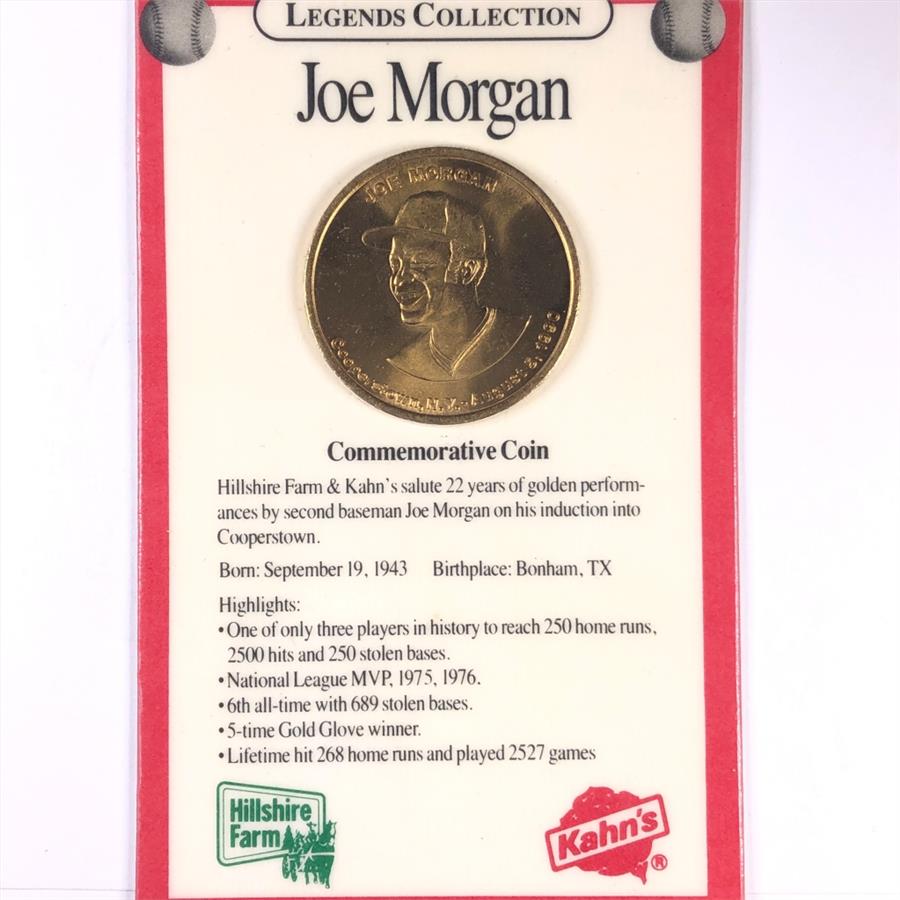 LEGENDS COLLECTION
Joe Morgan
JOE MORGAN
Cooperstown, N.Y. - August 6, 1990
Commemorative Coin
Hillshire Farm & Kahn's salute 22 years of golden perform-
ances by second baseman Joe Morgan on his induction into
Cooperstown.
Born: September 19, 1943 Birthplace: Bonham, TX
Highlights:
• One of only three players in history to reach 250 home runs,
2500 hits and 250 stolen bases.
• National League MVP, 1975, 1976.
• 6th all-time with 689 stolen bases.
• 5-time Gold Glove winner.
• Lifetime hit 268 home runs and played 2527 games
Hillshire
Farm
Kahn's
®